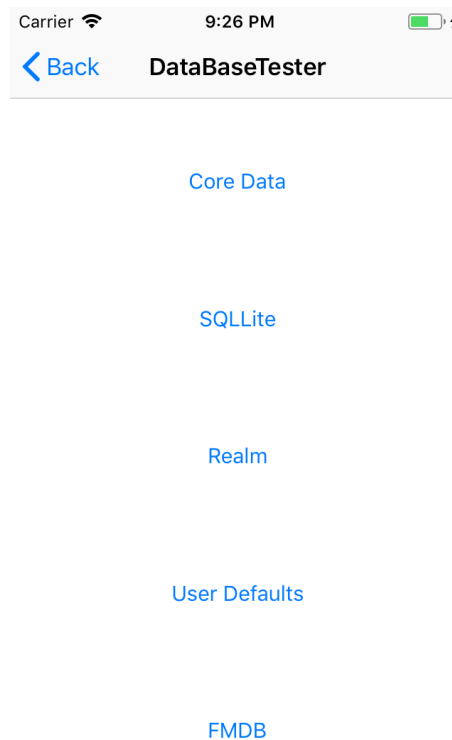 Carrier 9:26 PM
Back DataBaseTester
Core Data
SQLLite
Realm
User Defaults
FMDB